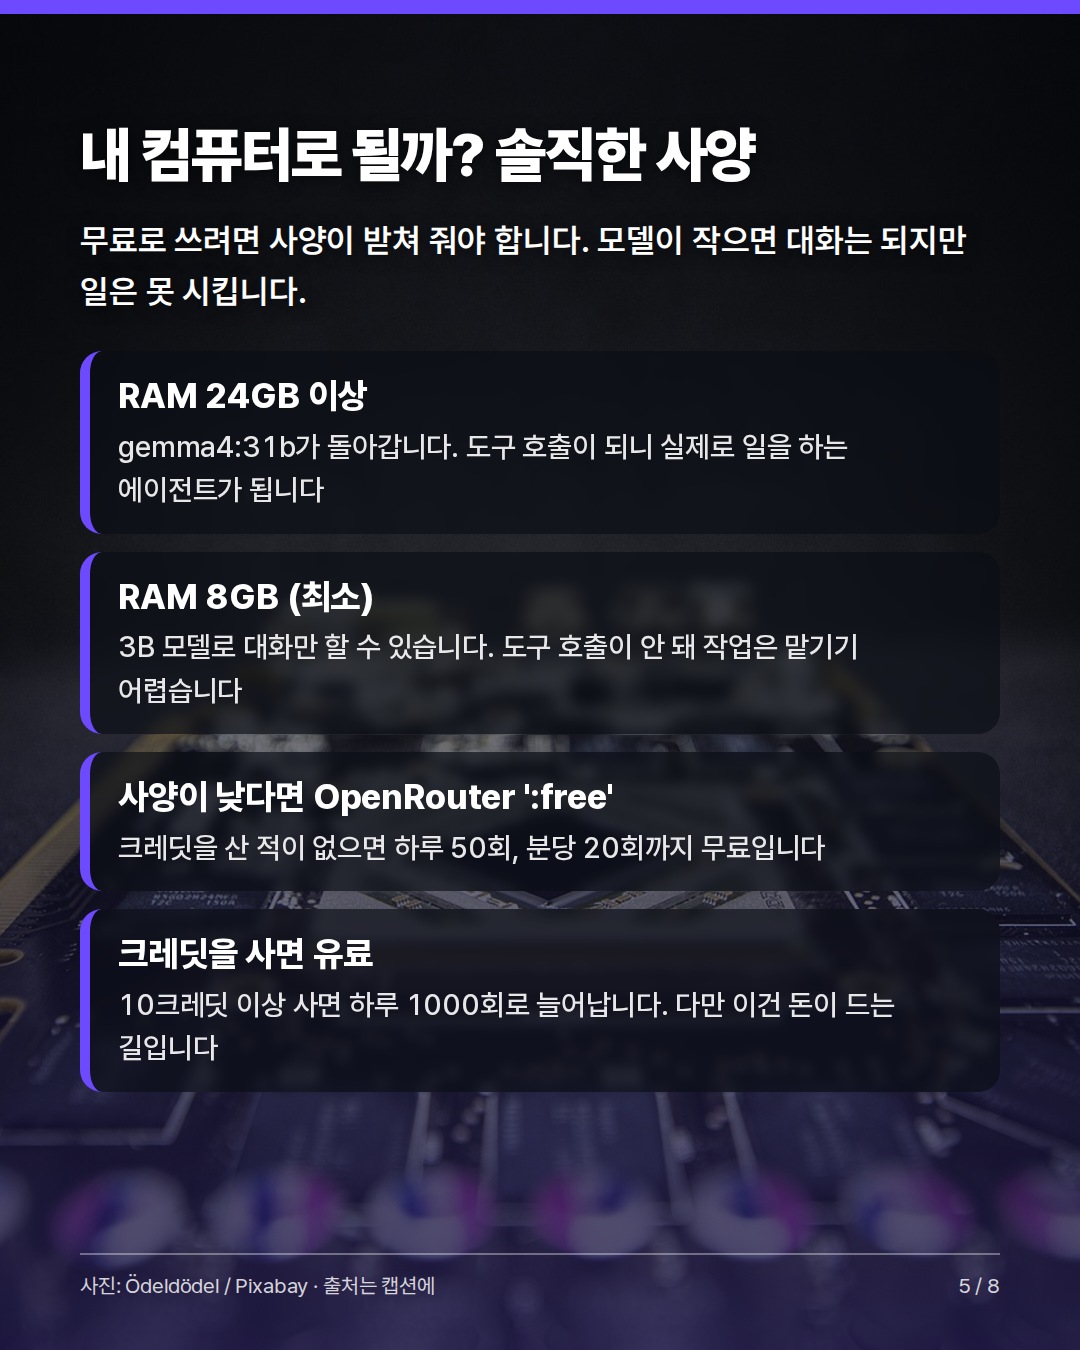 내 컴퓨터로 될까? 솔직한 사양
무료로 쓰려면 사양이 받쳐 줘야 합니다. 모델이 작으면 대화는 되지만
일은 못 시킵니다.
RAM 24GB 이상
gemma4:31b가 돌아갑니다. 도구 호출이 되니 실제로 일을 하는
에이전트가 됩니다
RAM 8GB (최소)
3B 모델로 대화만 할 수 있습니다. 도구 호출이 안 돼 작업은 맡기기
어렵습니다
사양이 낮다면 OpenRouter ':free'
크레딧을 산 적이 없으면 하루 50회, 분당 20회까지 무료입니다
크레딧을 사면 유료
10크레딧 이상 사면 하루 1000회로 늘어납니다. 다만 이건 돈이 드는
길입니다
사진: Ödeldödel / Pixabay · 출처는 캡션에
5 / 8